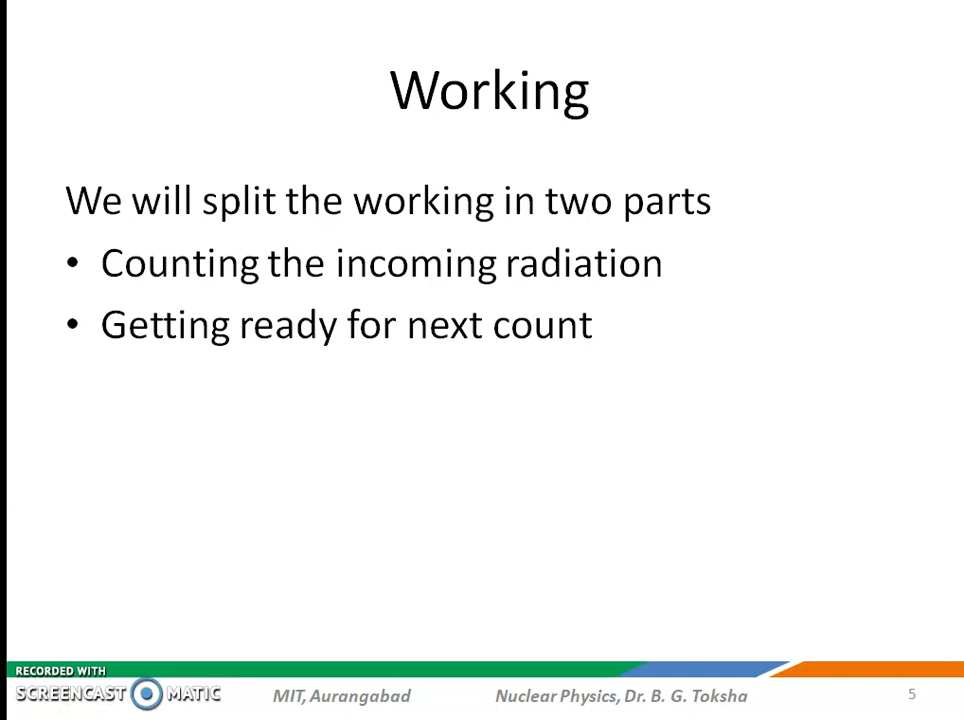 Working
We will split the working in two parts
• Counting the incoming radiation
• Getting ready for next count
RECORDED WITH
SCREENCAST MATIC
MIT, Aurangabad
Nuclear Physics, Dr. B. G. Toksha
5